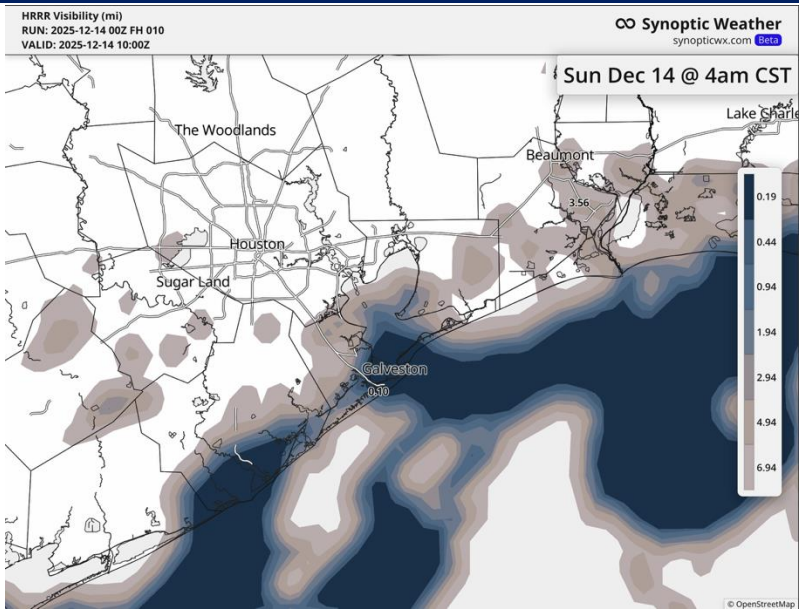 HRRR Visibility (mi)
RUN: 2025-12-14 00Z FH 010
VALID: 2025-12-14 10:00Z
Synoptic Weather
synopticwx.com Beta
Sun Dec 14 @ 4am CST
Lake Charle
The Woodlands
Beaumont
3.56
Houston
Sugar Land
Galveston
0.10
0.19
0.44
0.94
1.94
2.94
4.94
6.94
© OpenStreetMap